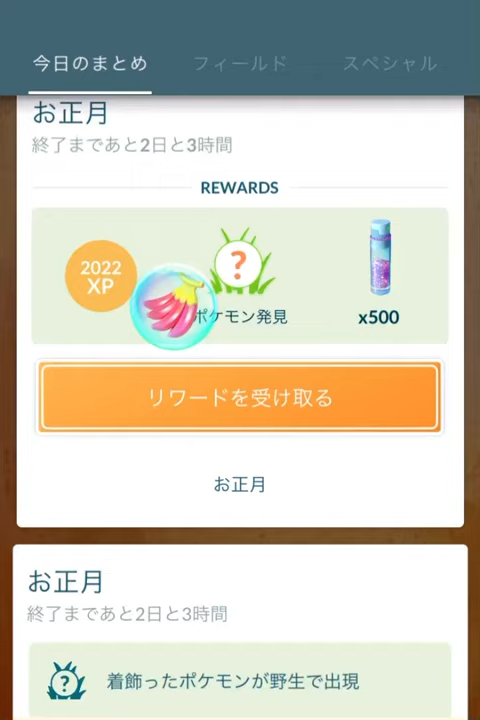 今日のまとめ フィールド スペシャル
お正月
終了まであと2日と3時間
REWARDS
2022
XP
?
ポケモン発見
x500
リワードを受け取る
お正月
お正月
終了まであと2日と3時間
?
着飾ったポケモンが野生で出現